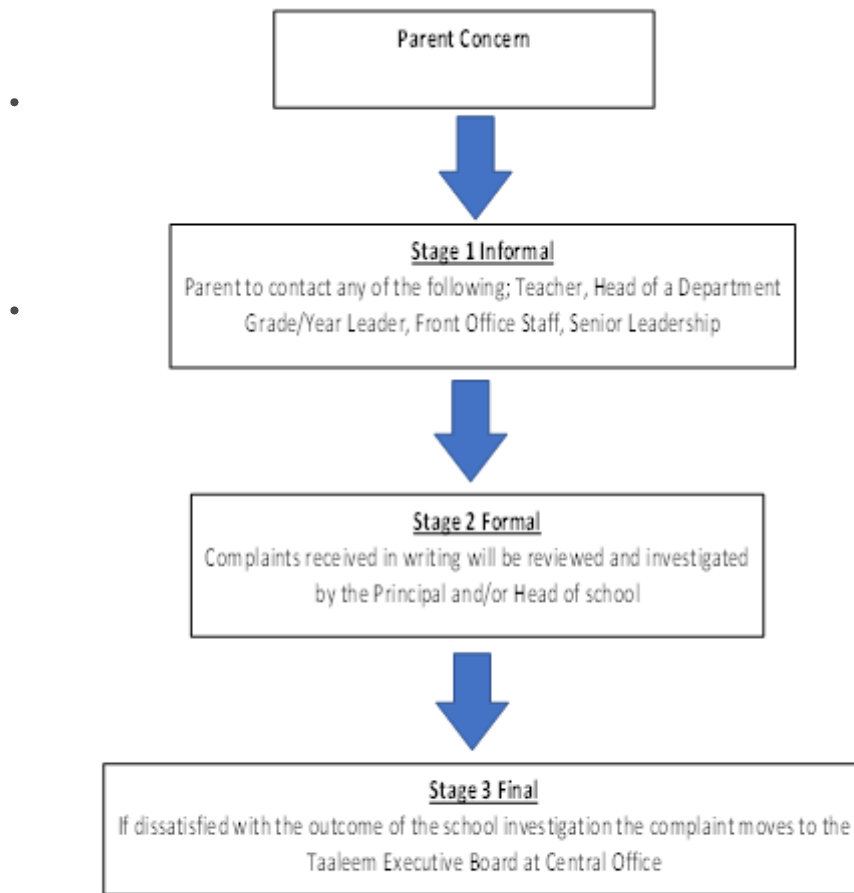 Parent Concern
Stage 1 Informal
Parent to contact any of the following; Teacher, Head of a Department
Grade/Year Leader, Front Office Staff, Senior Leadership
Stage 2 Formal
Complaints received in writing will be reviewed and investigated
by the Principal and/or Head of school
Stage 3 Final
If dissatisfied with the outcome of the school investigation the complaint moves to the
Taaleem Executive Board at Central Office